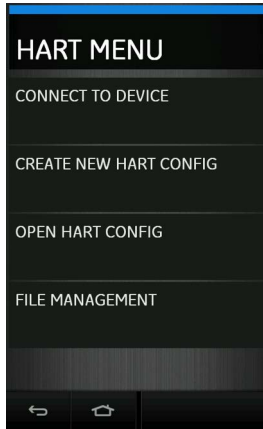 HART MENU
CONNECT TO DEVICE
CREATE NEW HART CONFIG
OPEN HART CONFIG
FILE MANAGEMENT